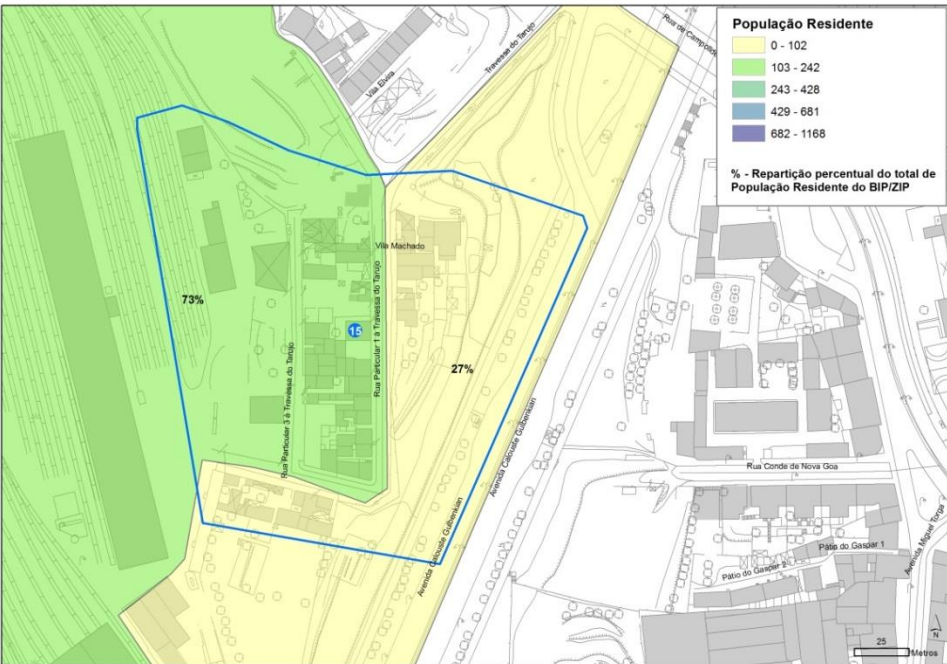 População Residente
0 - 102
103 - 242
243 - 428
429 - 681
682 - 1168
% - Repartição percentual do total de
População Residente do BIP/ZIP
Travessa do Tarujo
Vila Elvira
Vila Machado
73%
15
Rua Particular 1 à Travessa do Tarujo
Rua Particular 3 à Travessa do Tarujo
27%
Avenida Calouste Gulbenkian
Avenida Calouste Gulbenkian
Rua Conde de Nova Goa
Pátio do Gaspar 1
Pátio do Gaspar 2
Avenida Miguel Torga
N
25
Metros
Rua de